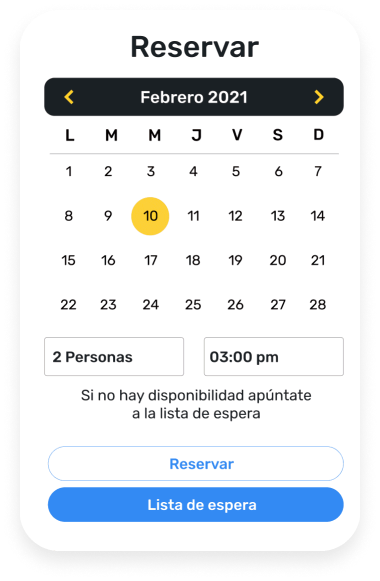 Reservar
Febrero 2021
L M M J V S D
1 2 3 4 5 6 7
8 9 10 11 12 13 14
15 16 17 18 19 20 21
22 23 24 25 26 27 28
2 Personas 03:00 pm
Si no hay disponibilidad apúntate
a la lista de espera
Reservar
Lista de espera